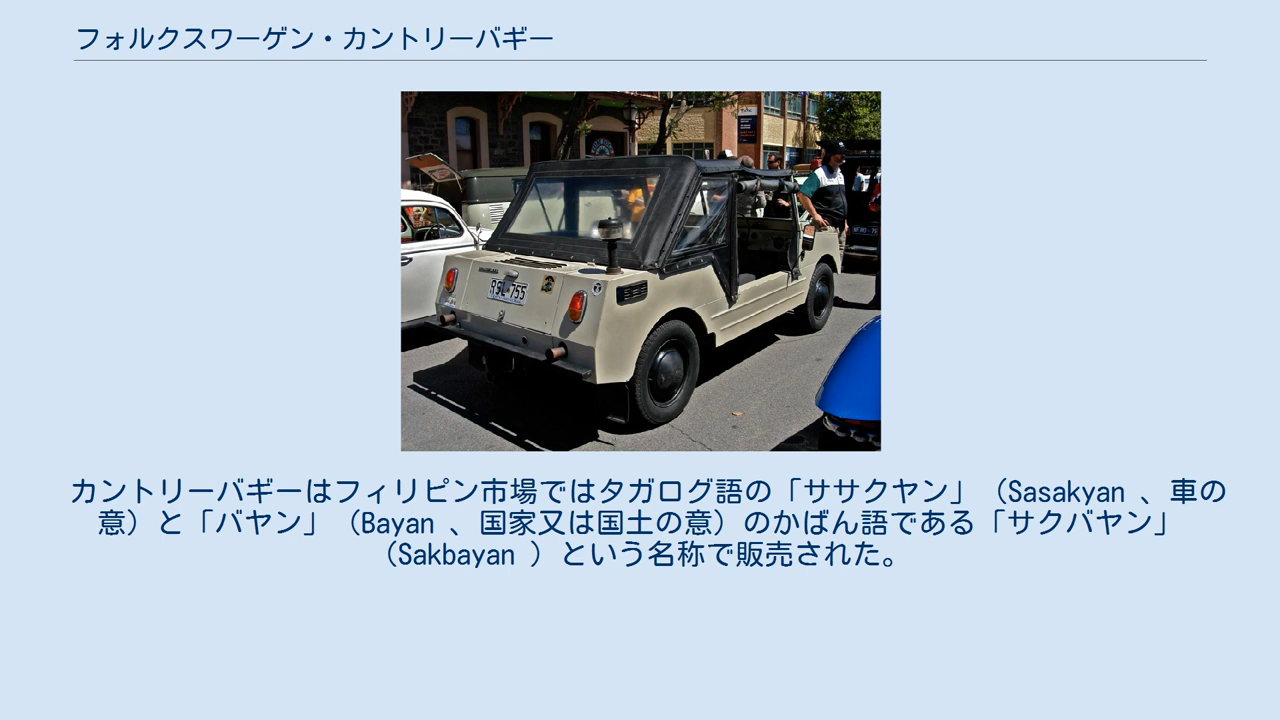 フォルクスワーゲン・カントリーバギー
RSL·755
カントリーバギーはフィリピン市場ではタガログ語の「ササクヤン」（Sasakyan 、車の
意）と「バヤン」（Bayan 、国家又は国土の意）のかばん語である「サクバヤン」
（Sakbayan ）という名称で販売された。